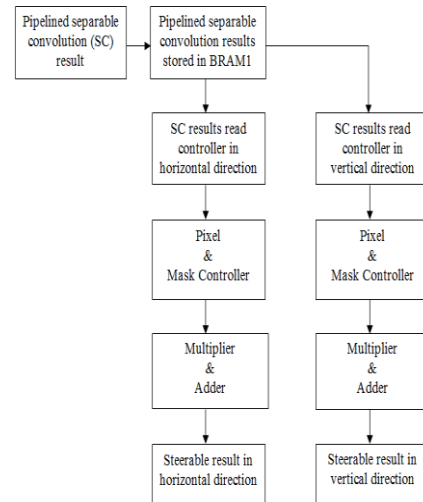 Pipelined separable
convolution (SC)
result
Pipelined separable
convolution results
stored in BRAM1
SC results read
controller in
horizontal direction
SC results read
controller in
vertical direction
Pixel
&
Mask Controller
Pixel
&
Mask Controller
Multiplier
&
Adder
Multiplier
&
Adder
Steerable result in
horizontal direction
Steerable result in
vertical direction